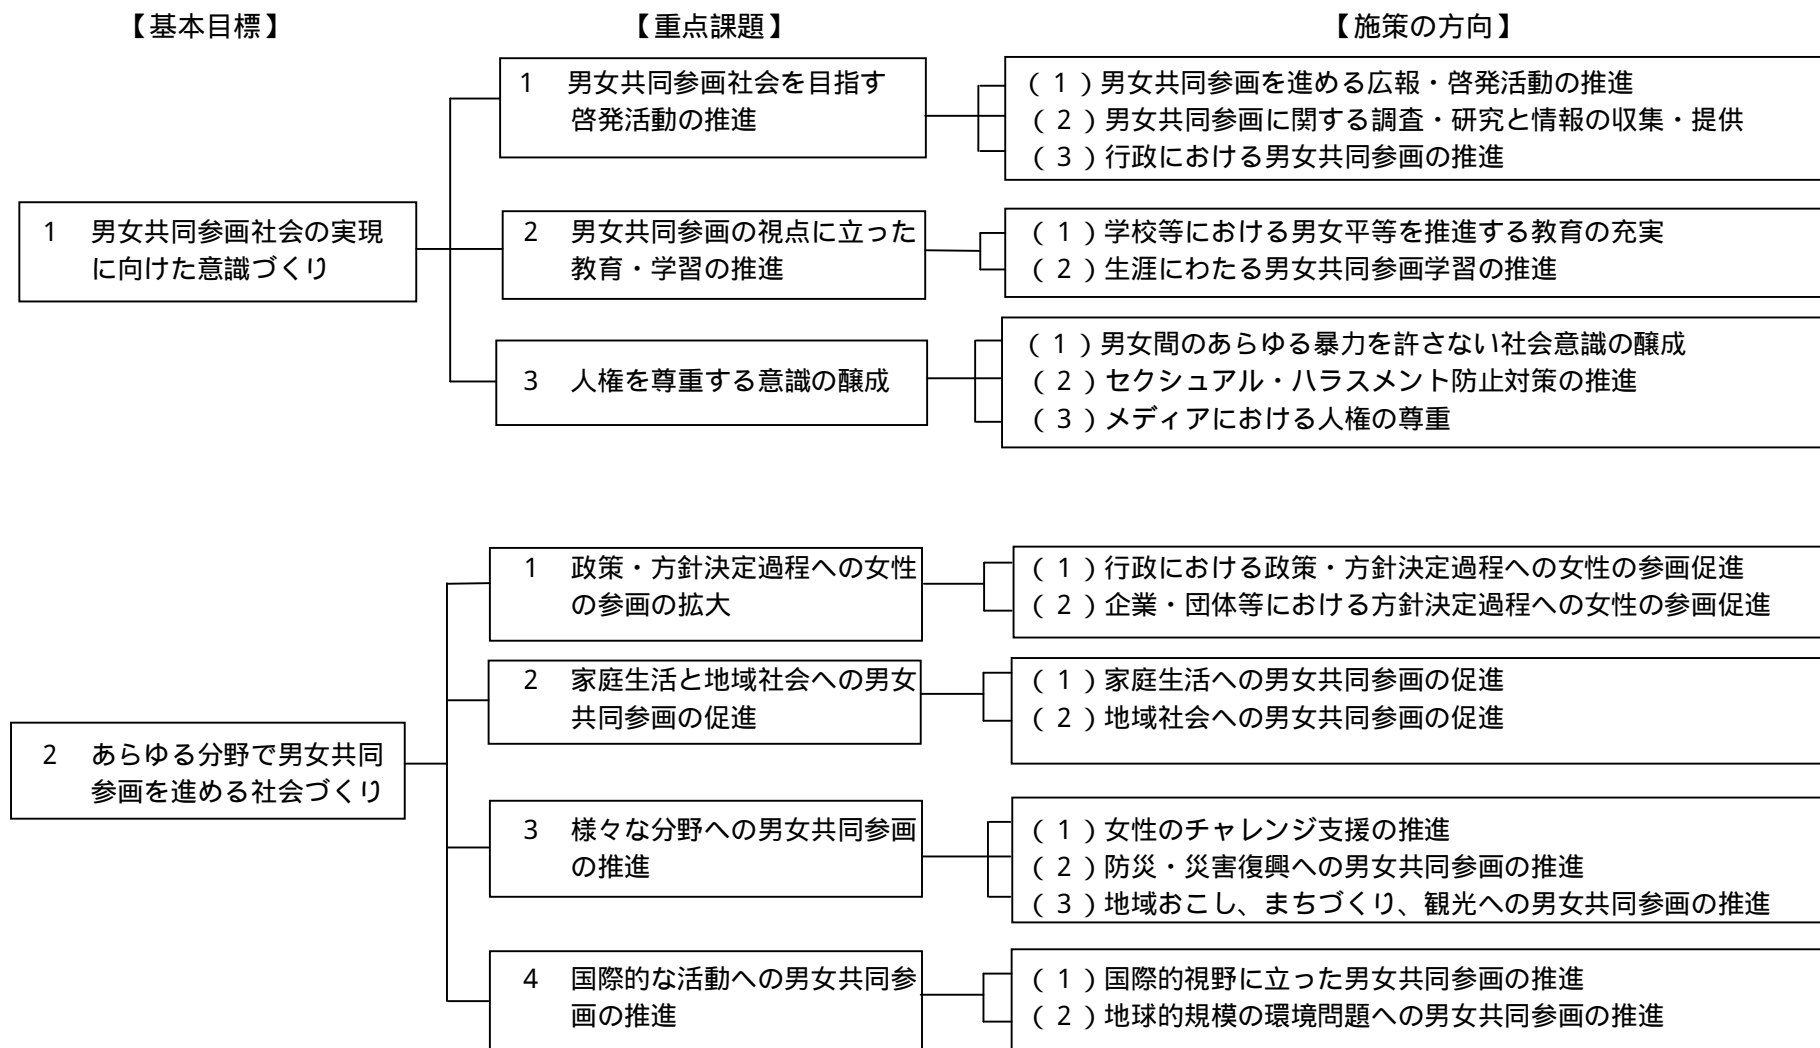 【基本目標】 【重点課題】 【施策の方向】
1 男女共同参画社会の実現
に向けた意識づくり
1 男女共同参画社会を目指す
啓発活動の推進
(1)男女共同参画を進める広報・啓発活動の推進
(2)男女共同参画に関する調査・研究と情報の収集・提供
(3)行政における男女共同参画の推進
2 男女共同参画の視点に立った
教育・学習の推進
(1)学校等における男女平等を推進する教育の充実
(2)生涯にわたる男女共同参画学習の推進
3 人権を尊重する意識の醸成
(1)男女間のあらゆる暴力を許さない社会意識の醸成
(2)セクシュアル・ハラスメント防止対策の推進
(3)メディアにおける人権の尊重
2 あらゆる分野で男女共同
参画を進める社会づくり
1 政策・方針決定過程への女性
の参画の拡大
(1)行政における政策・方針決定過程への女性の参画促進
(2)企業・団体等における方針決定過程への女性の参画促進
2 家庭生活と地域社会への男女
共同参画の促進
(1)家庭生活への男女共同参画の促進
(2)地域社会への男女共同参画の促進
3 様々な分野への男女共同参画
の推進
(1)女性のチャレンジ支援の推進
(2)防災・災害復興への男女共同参画の推進
(3)地域おこし、まちづくり、観光への男女共同参画の推進
4 国際的な活動への男女共同参
画の推進
(1)国際的視野に立った男女共同参画の推進
(2)地球的規模の環境問題への男女共同参画の推進